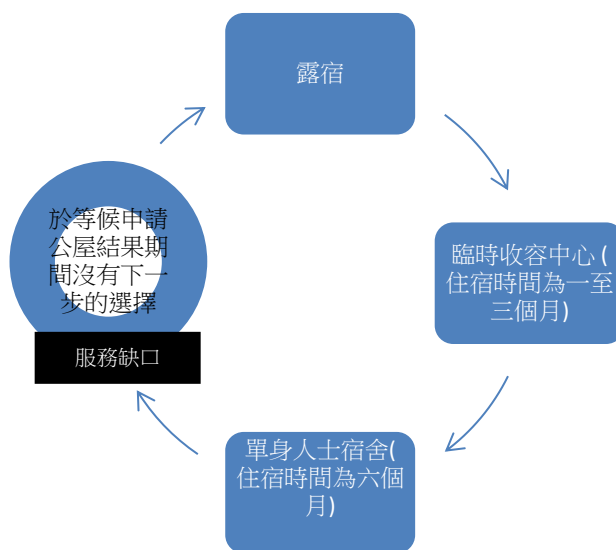 露宿
臨時收容中心 (
住宿時間為一至
三個月)
單身人士宿舍(
住宿時間為六個
月)
於等候申請
公屋結果期
間沒有下一
步的選擇
服務缺口